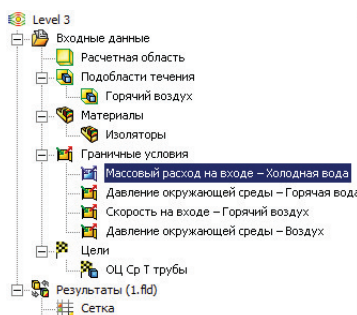 Level 3
Входные данные
Расчетная область
Подобласти течения
Горячий воздух
Материалы
Изоляторы
Граничные условия
Массовый расход на входе – Холодная вода
Давление окружающей среды – Горячая вода
Скорость на входе – Горячий воздух
Давление окружающей среды – Воздух
Цели
ОЦ Ср Т трубы
Результаты (1.fld)
Сетка